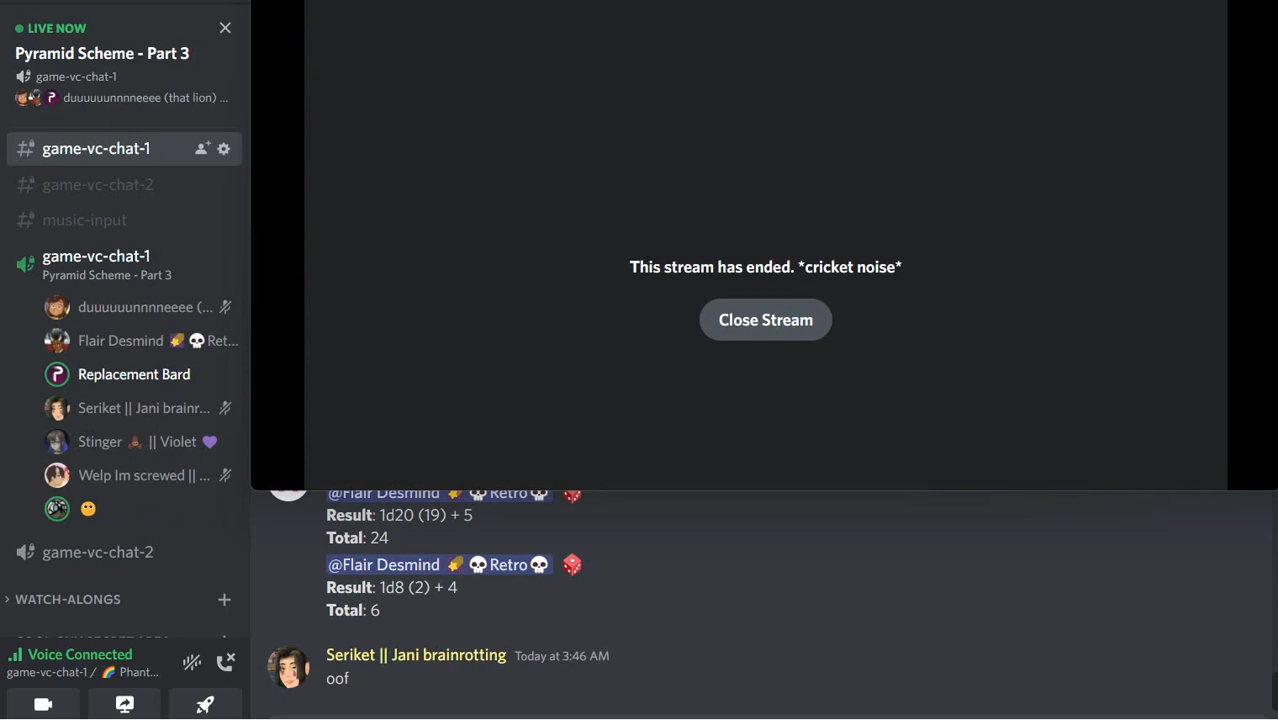 LIVE NOW
Pyramid Scheme - Part 3
game-vc-chat-1
duuuuuunnnneeee (that lion) ...
game-vc-chat-1
game-vc-chat-2
music-input
game-vc-chat-1
Pyramid Scheme - Part 3
duuuuuunnnneeee (...
Flair Desmind 💀Ret...
Replacement Bard
Seriket || Jani brainr...
Stinger || Violet 💜
Welp Im screwed || ...
game-vc-chat-2
WATCH-ALONGS
Voice Connected
game-vc-chat-1 / 🌈 Phant...
This stream has ended. *cricket noise*
Close Stream
@Flair Desmind 💀Retro💀
Result: 1d20 (19) + 5
Total: 24
@Flair Desmind 💀Retro💀
Result: 1d8 (2) + 4
Total: 6
Seriket || Jani brainrotting Today at 3:46 AM
oof